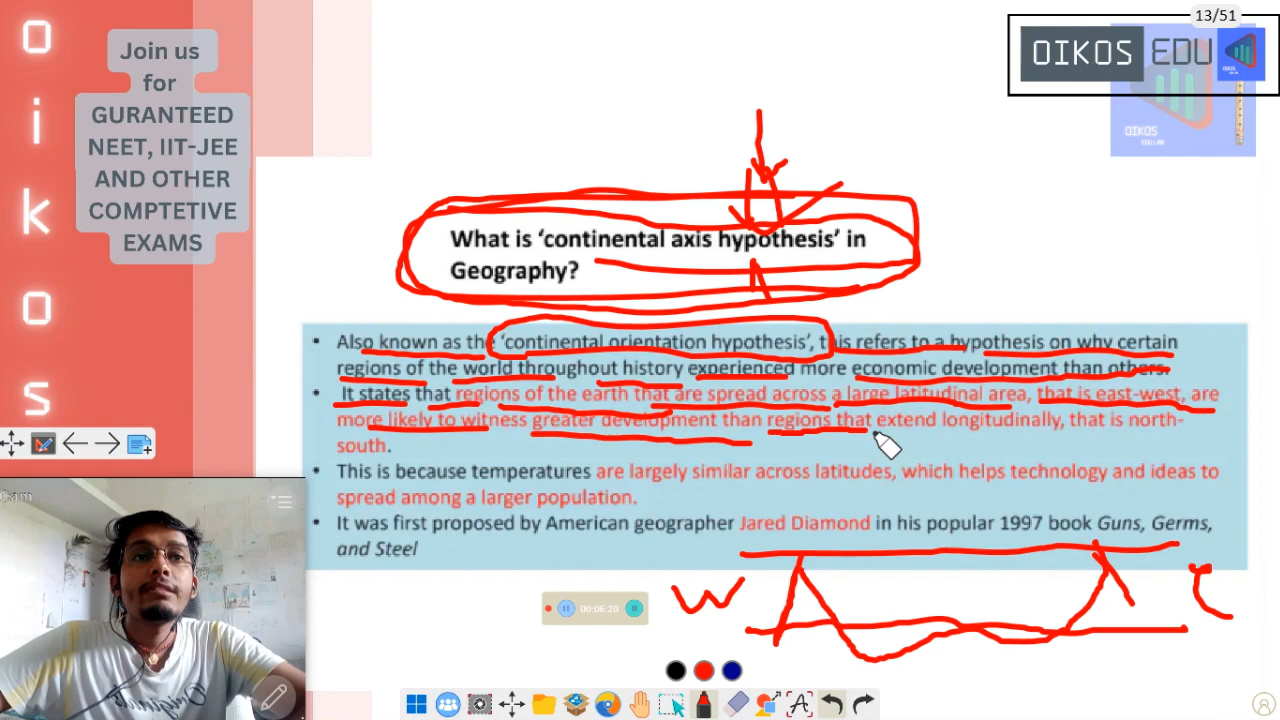 o
i
k
o
s
Join us
for
GURANTEED
NEET, IIT-JEE
AND OTHER
COMPTETIVE
EXAMS
13/51
OIKOS EDU
OIKOS
EDU LAB
What is ‘continental axis hypothesis’ in
Geography?
• Also known as the ‘continental orientation hypothesis’, this refers to a hypothesis on why certain
regions of the world throughout history experienced more economic development than others.
• It states that regions of the earth that are spread across a large latitudinal area, that is east-west, are
more likely to witness greater development than regions that extend longitudinally, that is north-
south.
• This is because temperatures are largely similar across latitudes, which helps technology and ideas to
spread among a larger population.
• It was first proposed by American geographer Jared Diamond in his popular 1997 book Guns, Germs,
and Steel
W
00:06:20